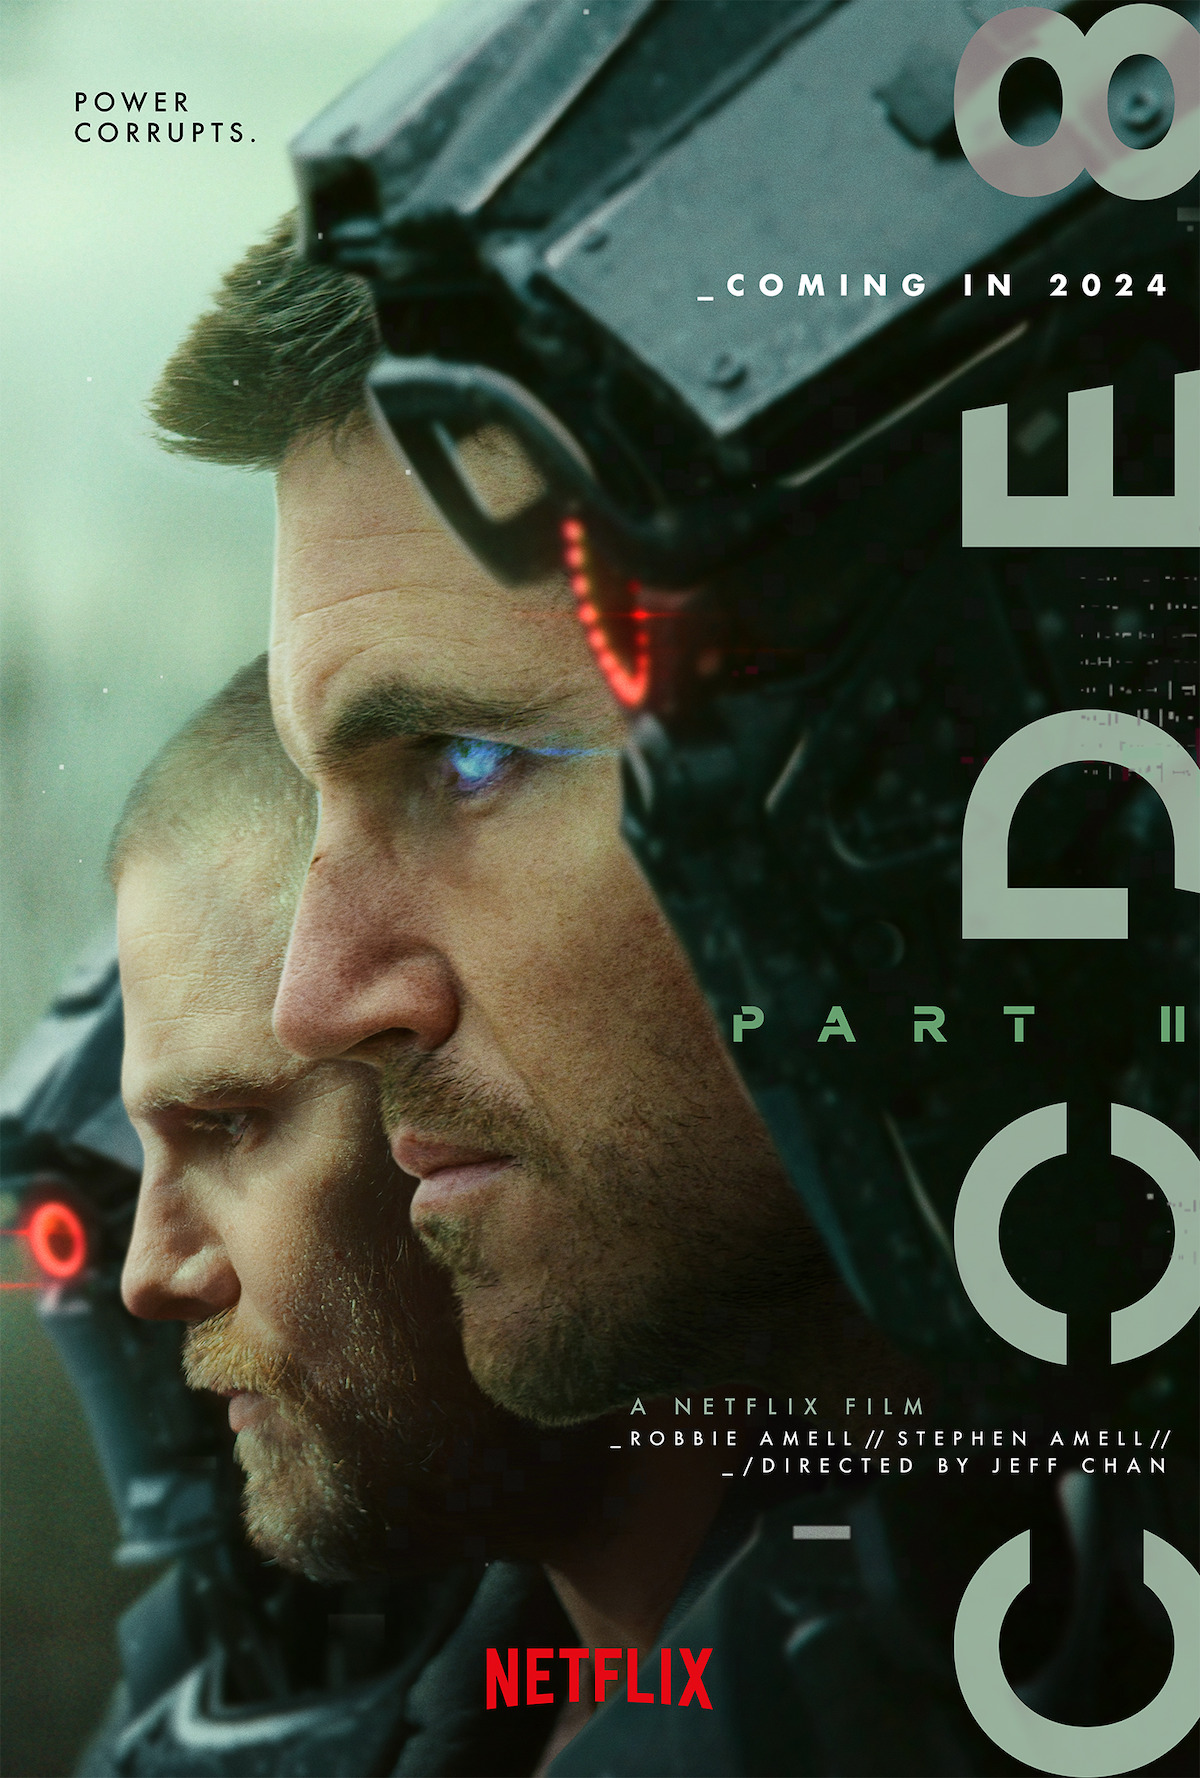 POWER
CORRUPTS.
_COMING IN 2024
CODE 8
PART II
A NETFLIX FILM
_ROBBIE AMELL // STEPHEN AMELL//
_/DIRECTED BY JEFF CHAN
NETFLIX